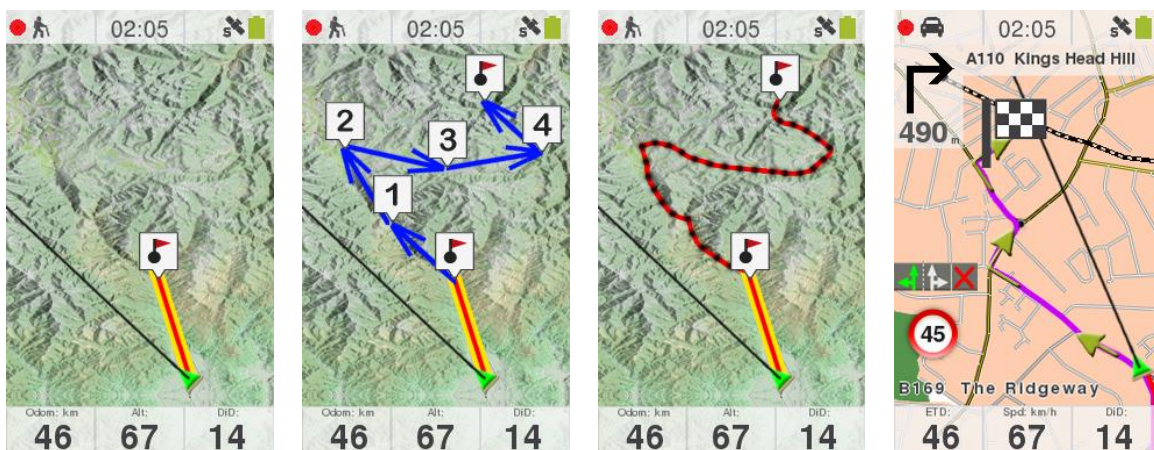 02:05
Odom: km Alt: DiD:
46 67 14
02:05
2
3
4
1
Odom: km Alt: DiD:
46 67 14
02:05
Odom: km Alt: DiD:
46 67 14
02:05
A110 Kings Head Hill
490 m
45
B169 The Ridgeway
ETD: Spd: km/h DiD:
46 67 14